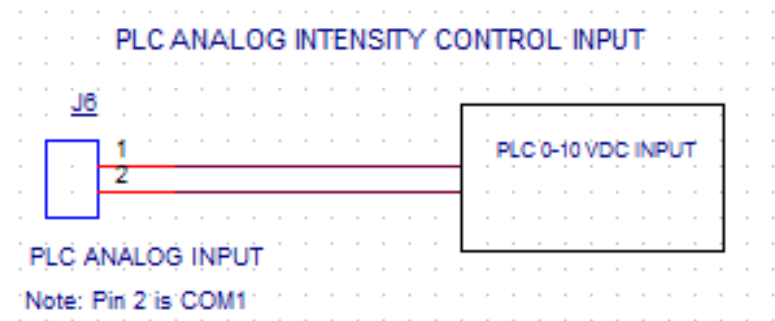 PLC ANALOG INTENSITY CONTROL INPUT
J6
1
PLC 0-10 VDC INPUT
2
PLC ANALOG INPUT
Note: Pin 2 is COM1